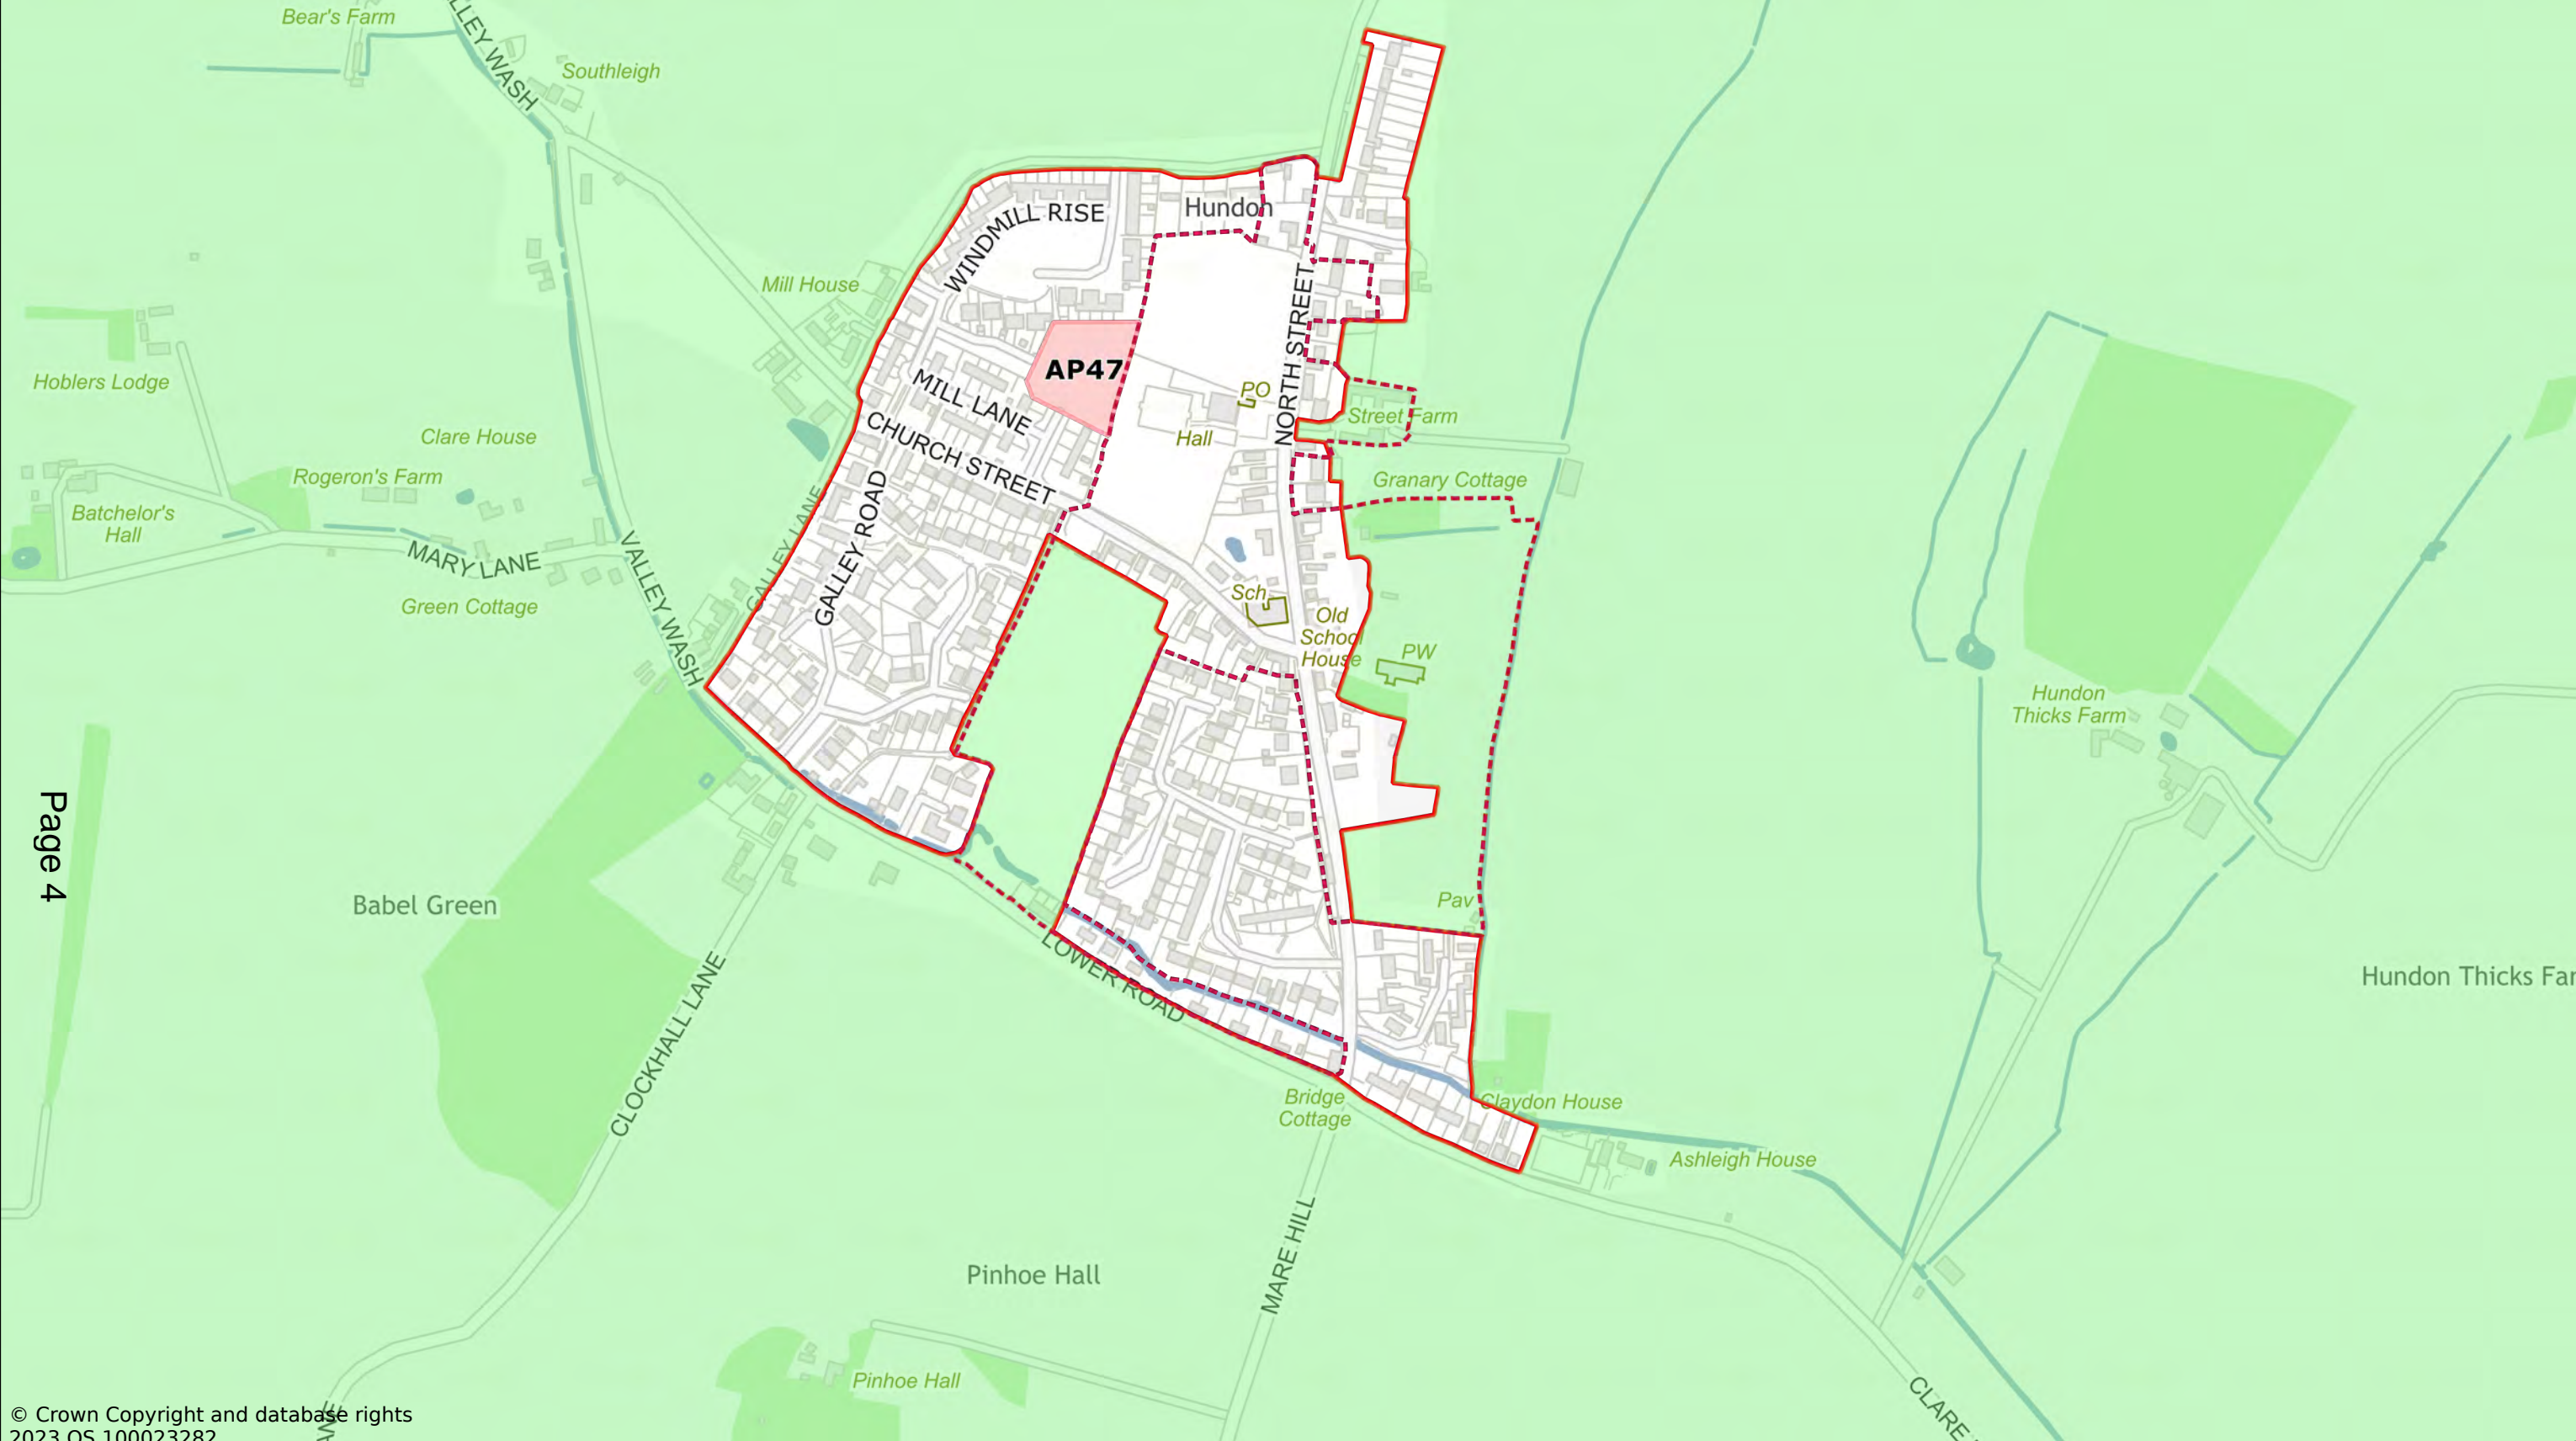 Bear's Farm
VALLEY WASH
Southleigh
WINDMILL RISE
Hundon
Mill House
NORTH STREET
Hoblers Lodge
AP47
MILL LANE
PO
Street Farm
CHURCH STREET
Hall
Clare House
Rogeron's Farm
Granary Cottage
Batchelor's
Hall
GALLEY ROAD
GALLEY LANE
MARY LANE
VALLEY WASH
Green Cottage
Sch
Old
School
House
PW
Hundon
Thicks Farm
Page 4
Babel Green
Pav
LOWER ROAD
CLOCKHALL LANE
Hundon Thicks Far
Bridge
Cottage
Claydon House
Ashleigh House
MARE HILL
Pinhoe Hall
Pinhoe Hall
CLARE
© Crown Copyright and database rights
2023 OS 100023282